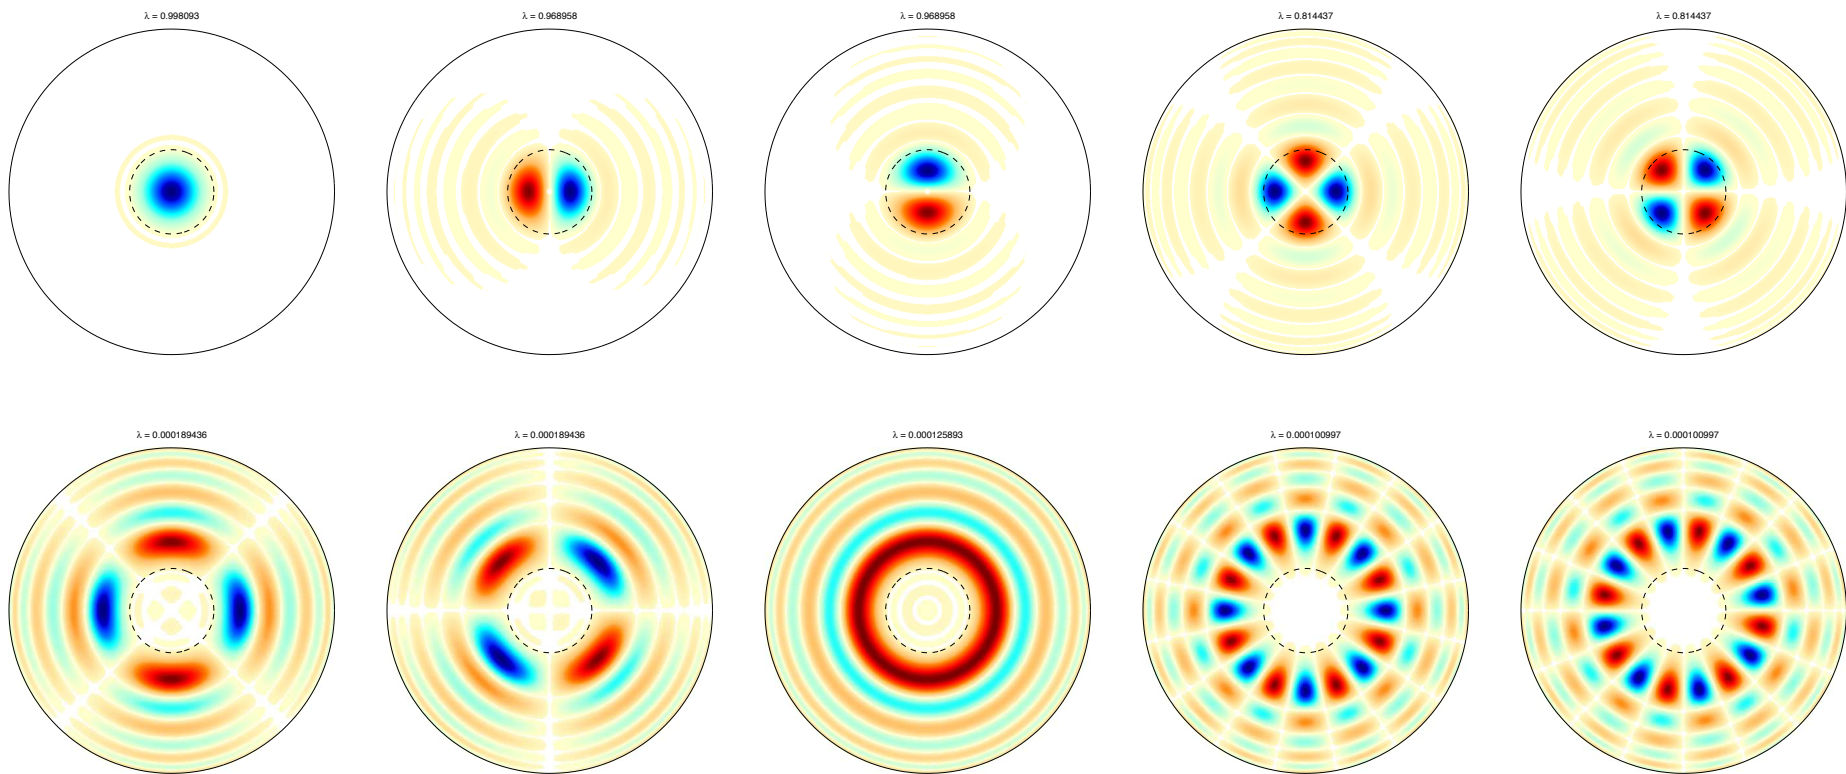 λ = 0.998093
λ = 0.968958
λ = 0.968958
λ = 0.814437
λ = 0.814437
λ = 0.000189436
λ = 0.000189436
λ = 0.000125893
λ = 0.000100997
λ = 0.000100997